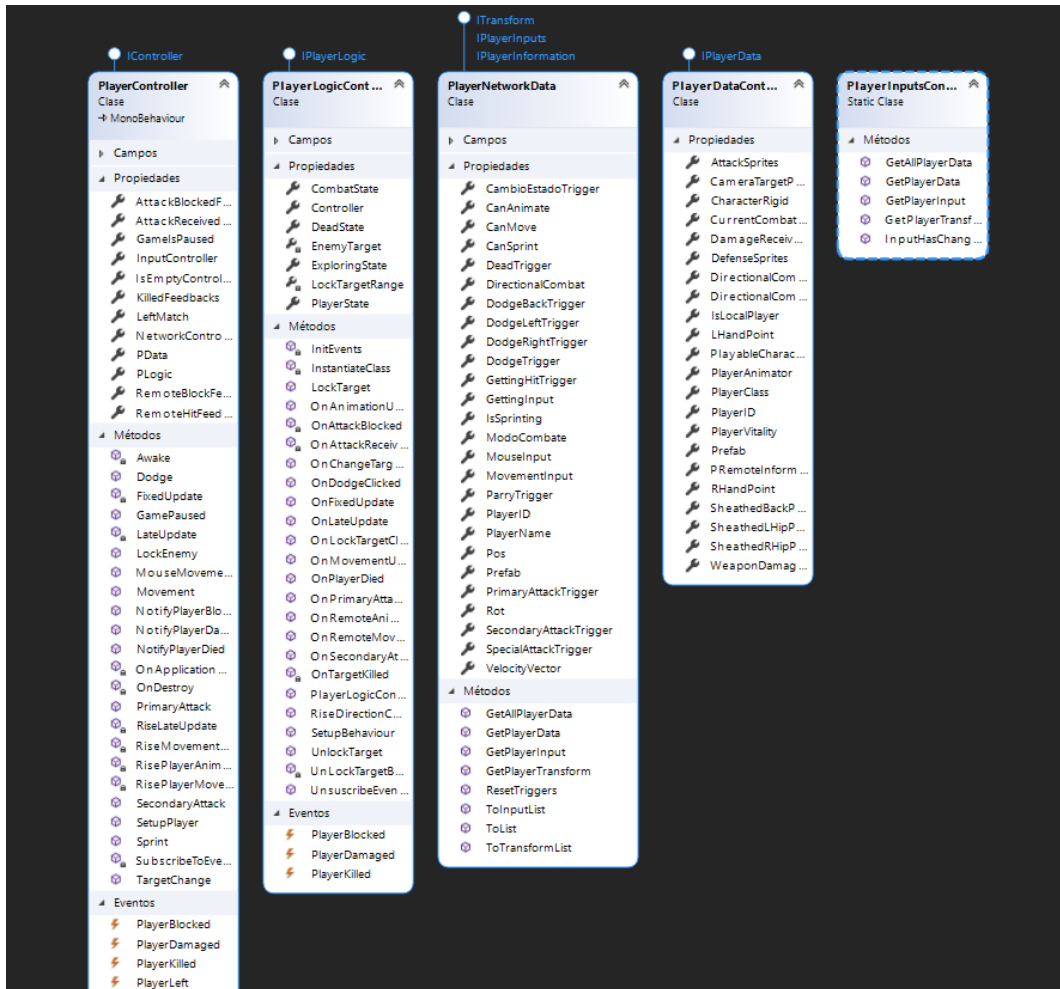 IController
PlayerController
Clase
MonoBehaviour
Campos
Propiedades
AttackBlockedF...
AttackReceived ...
GameIsPaused
InputController
IsEmptyControl...
KilledFeedbacks
LeftMatch
NetworkContro ...
PData
PLogic
RemoteBlockFe...
RemoteHitFeed ...
Métodos
Awake
Dodge
FixedUpdate
GamePaused
LateUpdate
LockEnemy
MouseMoveme...
Movement
NotifyPlayerBlo...
NotifyPlayerDa...
NotifyPlayerDied
OnApplication ...
OnDestroy
PrimaryAttack
RiseLateUpdate
RiseMovement...
RisePlayerAnim...
RisePlayerMove...
SecondaryAttack
SetupPlayer
Sprint
SubscribeToEve...
TargetChange
Eventos
PlayerBlocked
PlayerDamaged
PlayerKilled
PlayerLeft
IPlayerLogic
PlayerLogicCont ...
Clase
Campos
Propiedades
CombatState
Controller
DeadState
EnemyTarget
ExploringState
LockTargetRange
PlayerState
Métodos
InitEvents
InstantiateClass
LockTarget
OnAnimationU...
OnAttackBlocked
OnAttackReceiv ...
OnChangeTarg ...
OnDodgeClicked
OnFixedUpdate
OnLateUpdate
OnLockTargetCl...
OnMovementU...
OnPlayerDied
OnPrimaryAtta...
OnRemoteAni ...
OnRemoteMov ...
OnSecondaryAt...
OnTargetKilled
PlayerLogicCon...
RiseDirectionC...
SetupBehaviour
UnlockTarget
UnLockTargetB...
UnsuscribeEven ...
Eventos
PlayerBlocked
PlayerDamaged
PlayerKilled
ITransform
IPlayerInputs
IPlayerInformation
PlayerNetworkData
Clase
Campos
Propiedades
CambioEstadoTrigger
CanAnimate
CanMove
CanSprint
DeadTrigger
DirectionalCombat
DodgeBackTrigger
DodgeLeftTrigger
DodgeRightTrigger
DodgeTrigger
GettingHitTrigger
GettingInput
IsSprinting
ModoCombate
MouseInput
MovementInput
ParryTrigger
PlayerID
PlayerName
Pos
Prefab
PrimaryAttackTrigger
Rot
SecondaryAttackTrigger
SpecialAttackTrigger
VelocityVector
Métodos
GetAllPlayerData
GetPlayerData
GetPlayerInput
GetPlayerTransform
ResetTriggers
ToInputList
ToList
ToTransformList
IPlayerData
PlayerDataCont...
Clase
Propiedades
AttackSprites
CameraTargetP ...
CharacterRigid
CurrentCombat ...
DamageReceiv...
DefenseSprites
DirectionalCom ...
DirectionalCom ...
IsLocalPlayer
LHandPoint
PlayableCharac...
PlayerAnimator
PlayerClass
PlayerID
PlayerVitality
Prefab
PRemoteInform ...
RHandPoint
SheathedBackP ...
SheathedLHipP...
SheathedRHipP ...
WeaponDamag ...
PlayerInputsCon...
Static Clase
Métodos
GetAllPlayerData
GetPlayerData
GetPlayerInput
GetPlayerTransf ...
InputHasChang ...